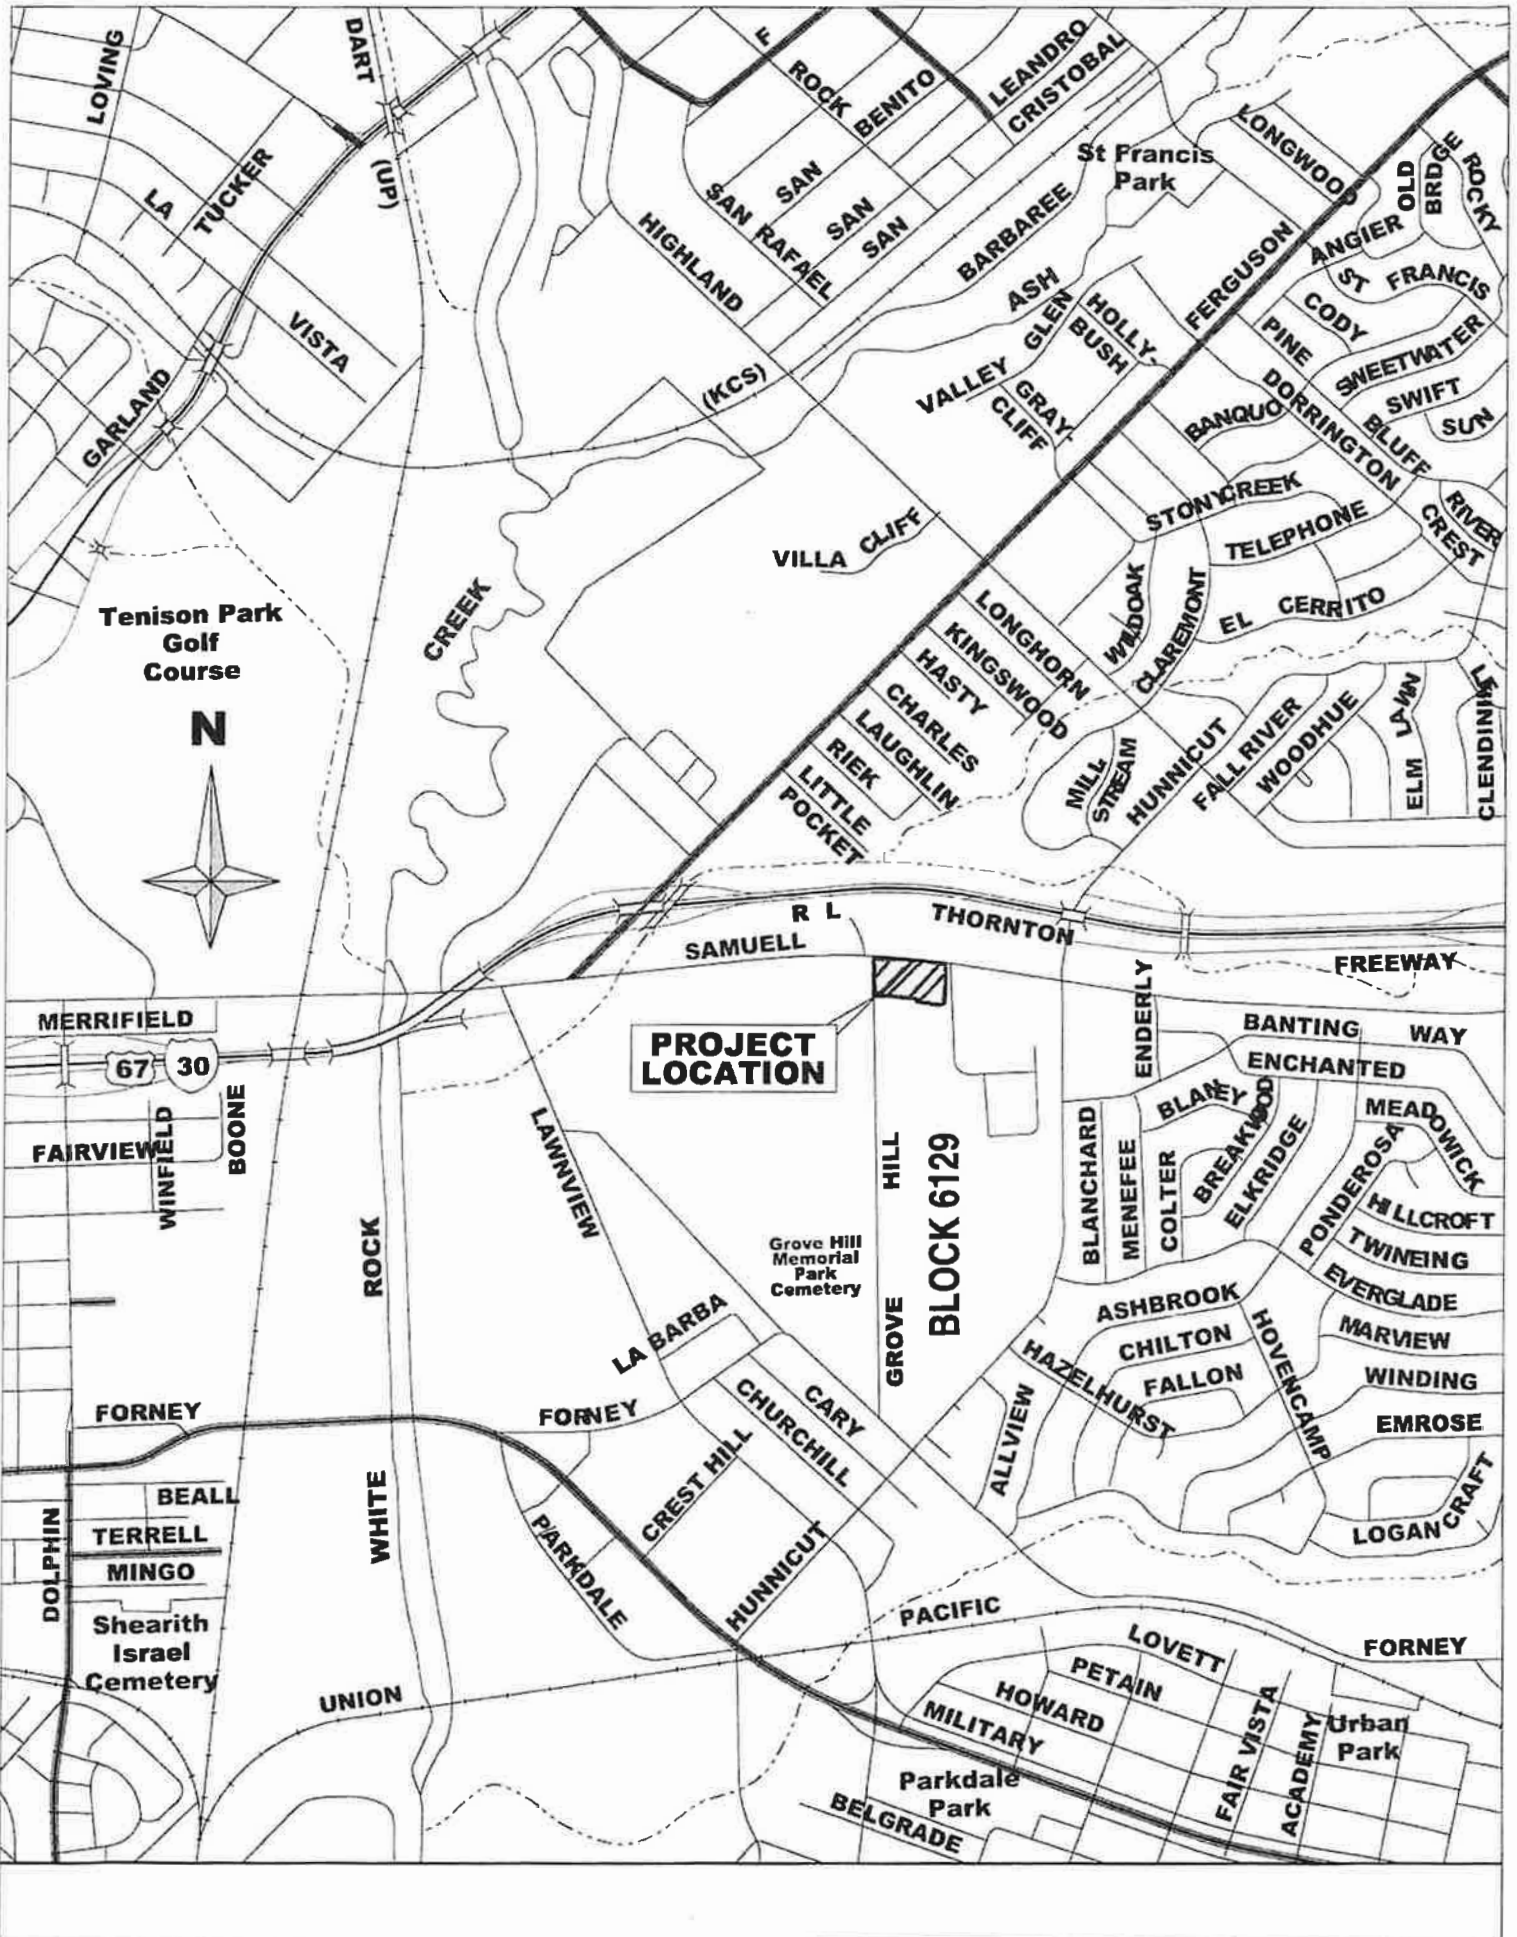 LOVING
DART
(UP)
F
ROCK
BENITO
LEANDRO
CRISTOBAL
LONGWOOD
OLD
BRDGE
ROCKY
St Francis
Park
TUCKER
LA
VISTA
SAN
SAN RAFAEL
SAN
SAN
HIGHLAND
BARBAREE
ASH
FERGUSON
ANGIER
ST FRANCIS
CODY
PINE
SWEETWATER
SWIFT
SUN
GLEN
HOLLY-
BUSH
VALLEY
GRAY-
CLIFF
BANQUO
DORRINGTON
BLUFF
GARLAND
(KCS)
STONYCREEK
TELEPHONE
RIVER
CREST
VILLA CLIFF
Tenison Park
Golf
Course
CREEK
WILDOAK
CLAREMONT
EL CERRITO
LONGHORN
KINGSWOOD
HASTY
CHARLES
LAUGHLIN
RIEK
LITTLE
POCKET
N
MILL
STREAM
HUNNICUT
FALL RIVER
WOODHUE
ELM LAWN
R L THORNTON
FREEWAY
SAMUELL
MERRIFIELD
67
30
PROJECT
LOCATION
ENDERLY
BANTING WAY
ENCHANTED
BLANEY
BREAKWOOD
MEADOWICK
FAIRVIEW
WINFIELD
BOONE
LAWNVIEW
HILL
GROVE
BLOCK 6129
BLANCHARD
MENEFEE
COLTER
ELKRIDGE
PONDEROSA
HILLCROFT
TWINEING
EVERGLADE
ROCK
WHITE
Grove Hill
Memorial
Park
Cemetery
ASHBROOK
CHILTON
FALLON
HOVENCAMP
MARVIEW
WINDING
EMROSE
HAZELHURST
ALLVIEW
LA BARBA
FORNEY
FORNEY
CARY
CHURCHILL
CREST HILL
LOGAN CRAFT
BEALL
TERRELL
MINGO
DOLPHIN
Shearith
Israel
Cemetery
PARKDALE
HUNNICUT
UNION
PACIFIC
LOVETT
FORNEY
PETAIN
HOWARD
MILITARY
FAIR VISTA
ACADEMY
Urban
Park
Parkdale
Park
BELGRADE